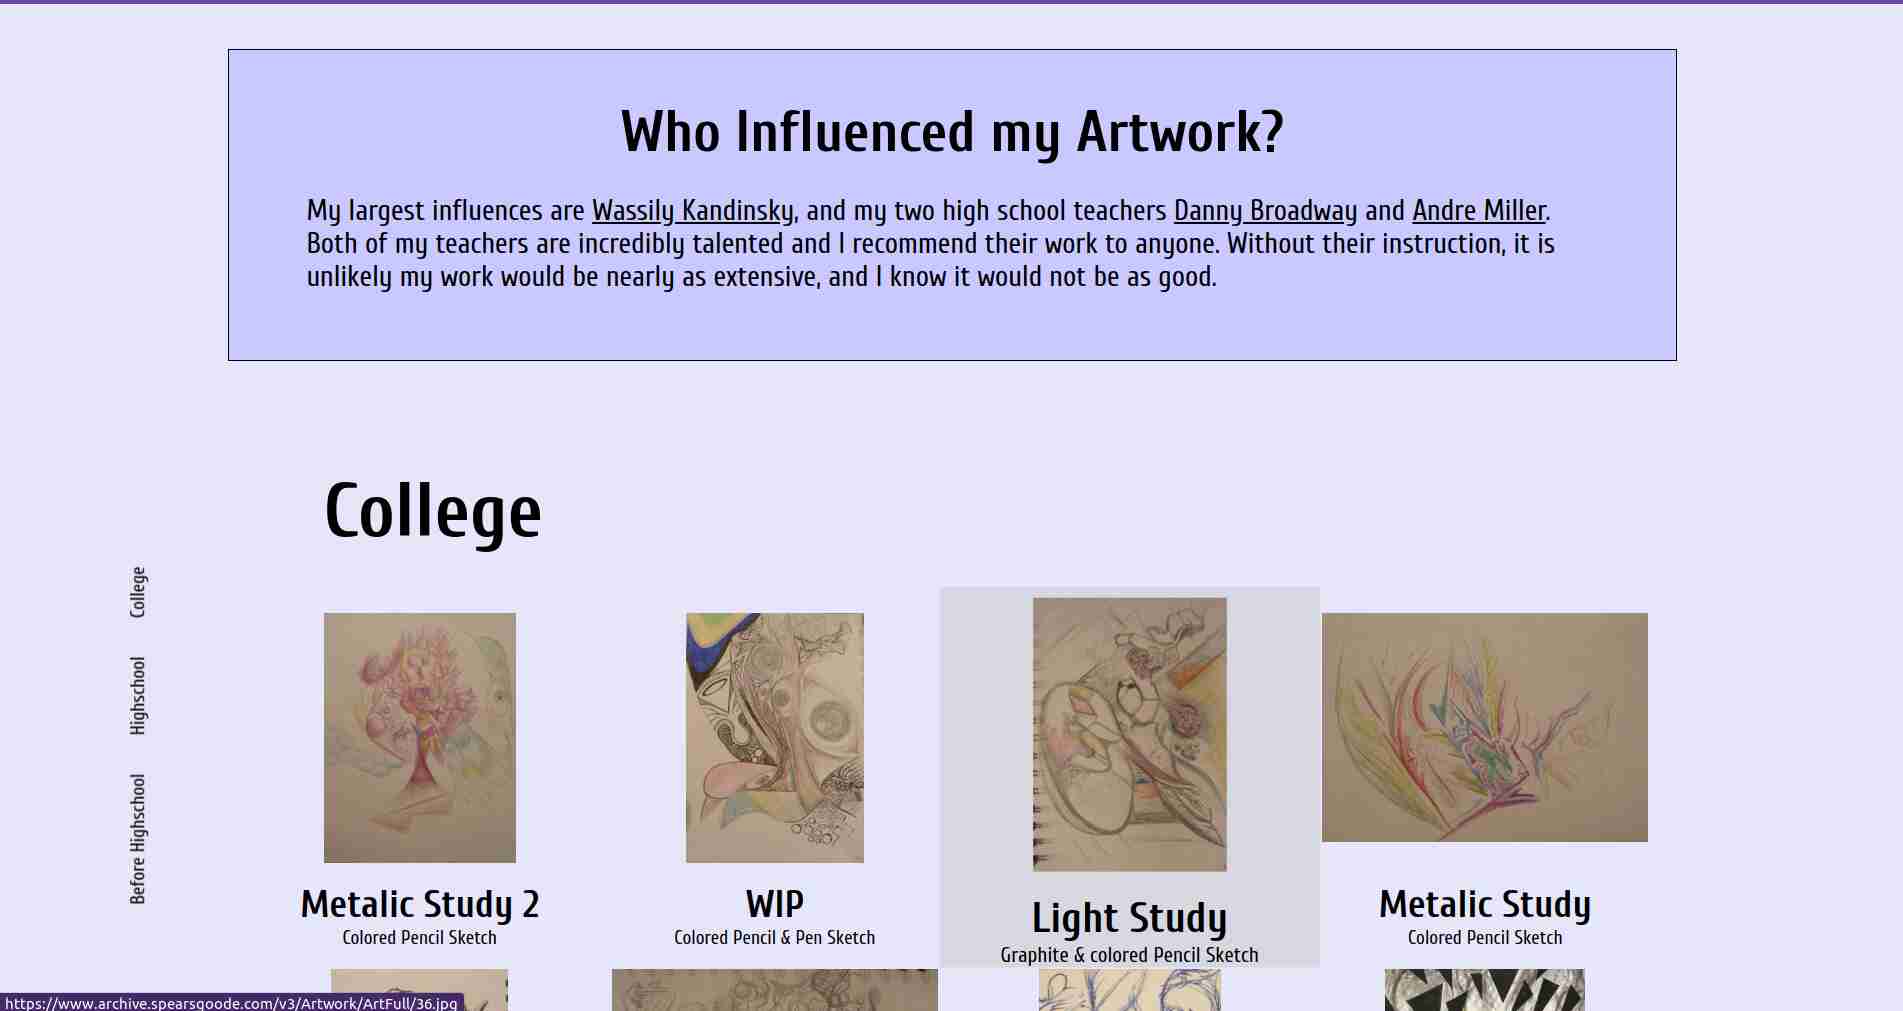 Who Influenced my Artwork?
My largest influences are Wassily Kandinsky, and my two high school teachers Danny Broadway and Andre Miller.
Both of my teachers are incredibly talented and I recommend their work to anyone. Without their instruction, it is
unlikely my work would be nearly as extensive, and I know it would not be as good.
College
College
Highschool
Before Highschool
Metalic Study 2
Colored Pencil Sketch
WIP
Colored Pencil & Pen Sketch
Light Study
Graphite & colored Pencil Sketch
Metalic Study
Colored Pencil Sketch
https://www.archive.spearsgoode.com/v3/Artwork/ArtFull/36.jpg